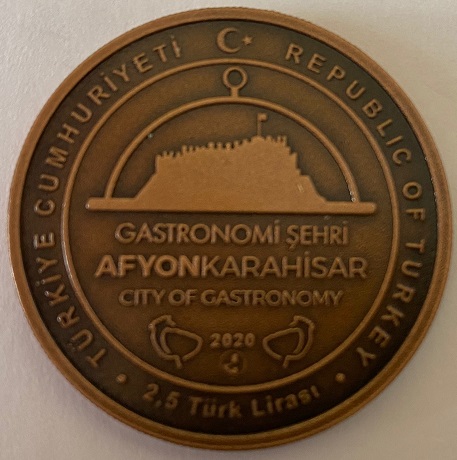 TÜRKİYE CUMHURİYETİ
REPUBLIC OF TURKEY
GASTRONOMİ ŞEHRİ
AFYONKARAHİSAR
CITY OF GASTRONOMY
2020
2,5 Türk Lirası